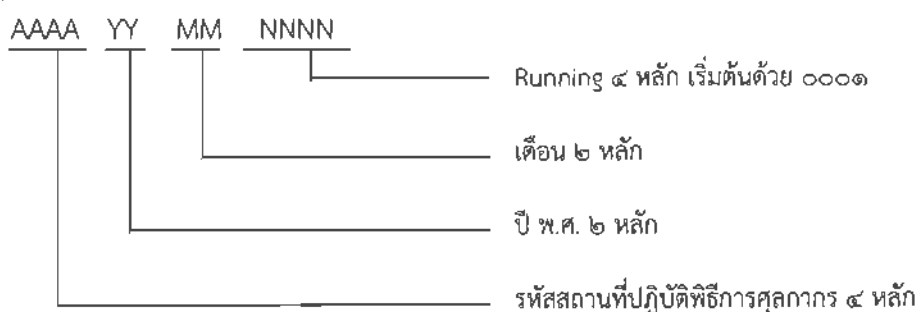 AAAA YY MM NNNN
Running ๔ หลัก เริ่มต้นด้วย ๐๐๐๑
เดือน ๒ หลัก
ปี พ.ศ. ๒ หลัก
รหัสสถานที่ปฏิบัติพิธีการศุลกากร ๔ หลัก